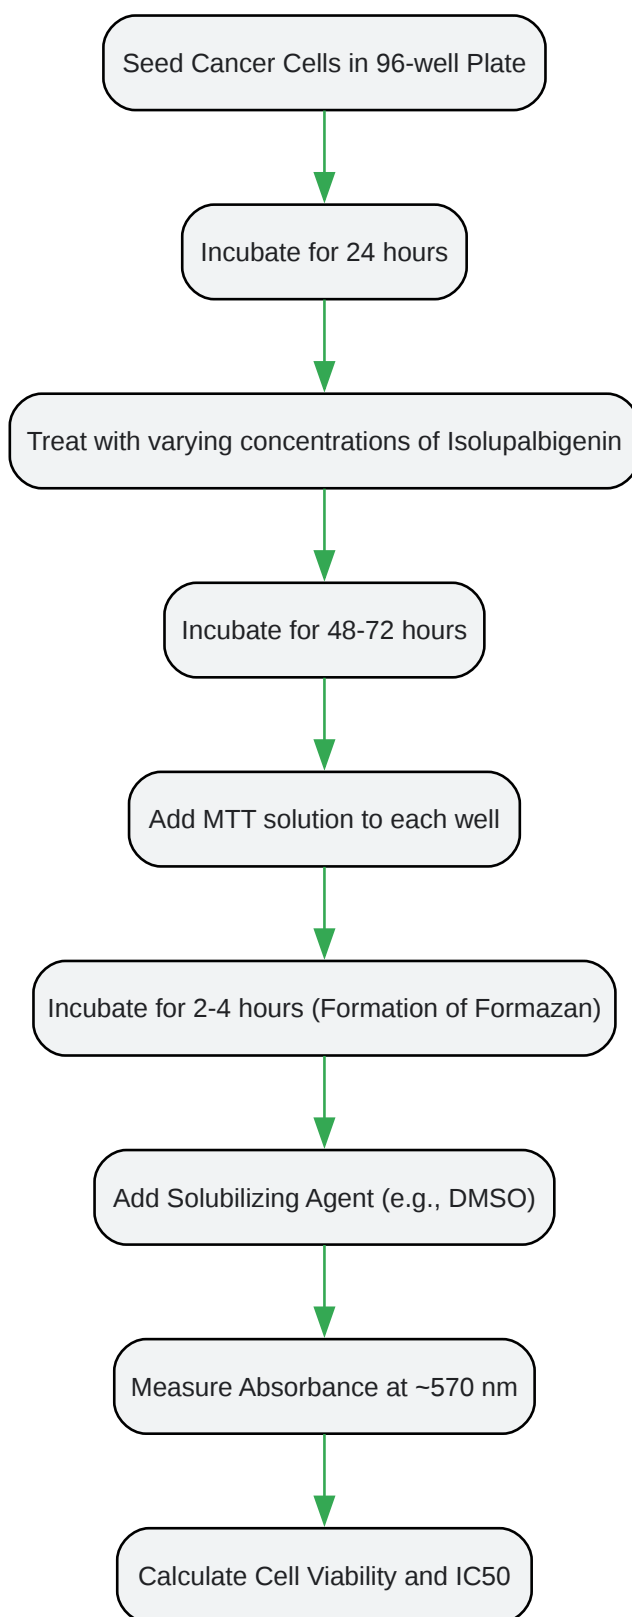 Seed Cancer Cells in 96-well Plate
Incubate for 24 hours
Treat with varying concentrations of Isolupalbigenin
Incubate for 48-72 hours
Add MTT solution to each well
Incubate for 2-4 hours (Formation of Formazan)
Add Solubilizing Agent (e.g., DMSO)
Measure Absorbance at ~570 nm
Calculate Cell Viability and IC50